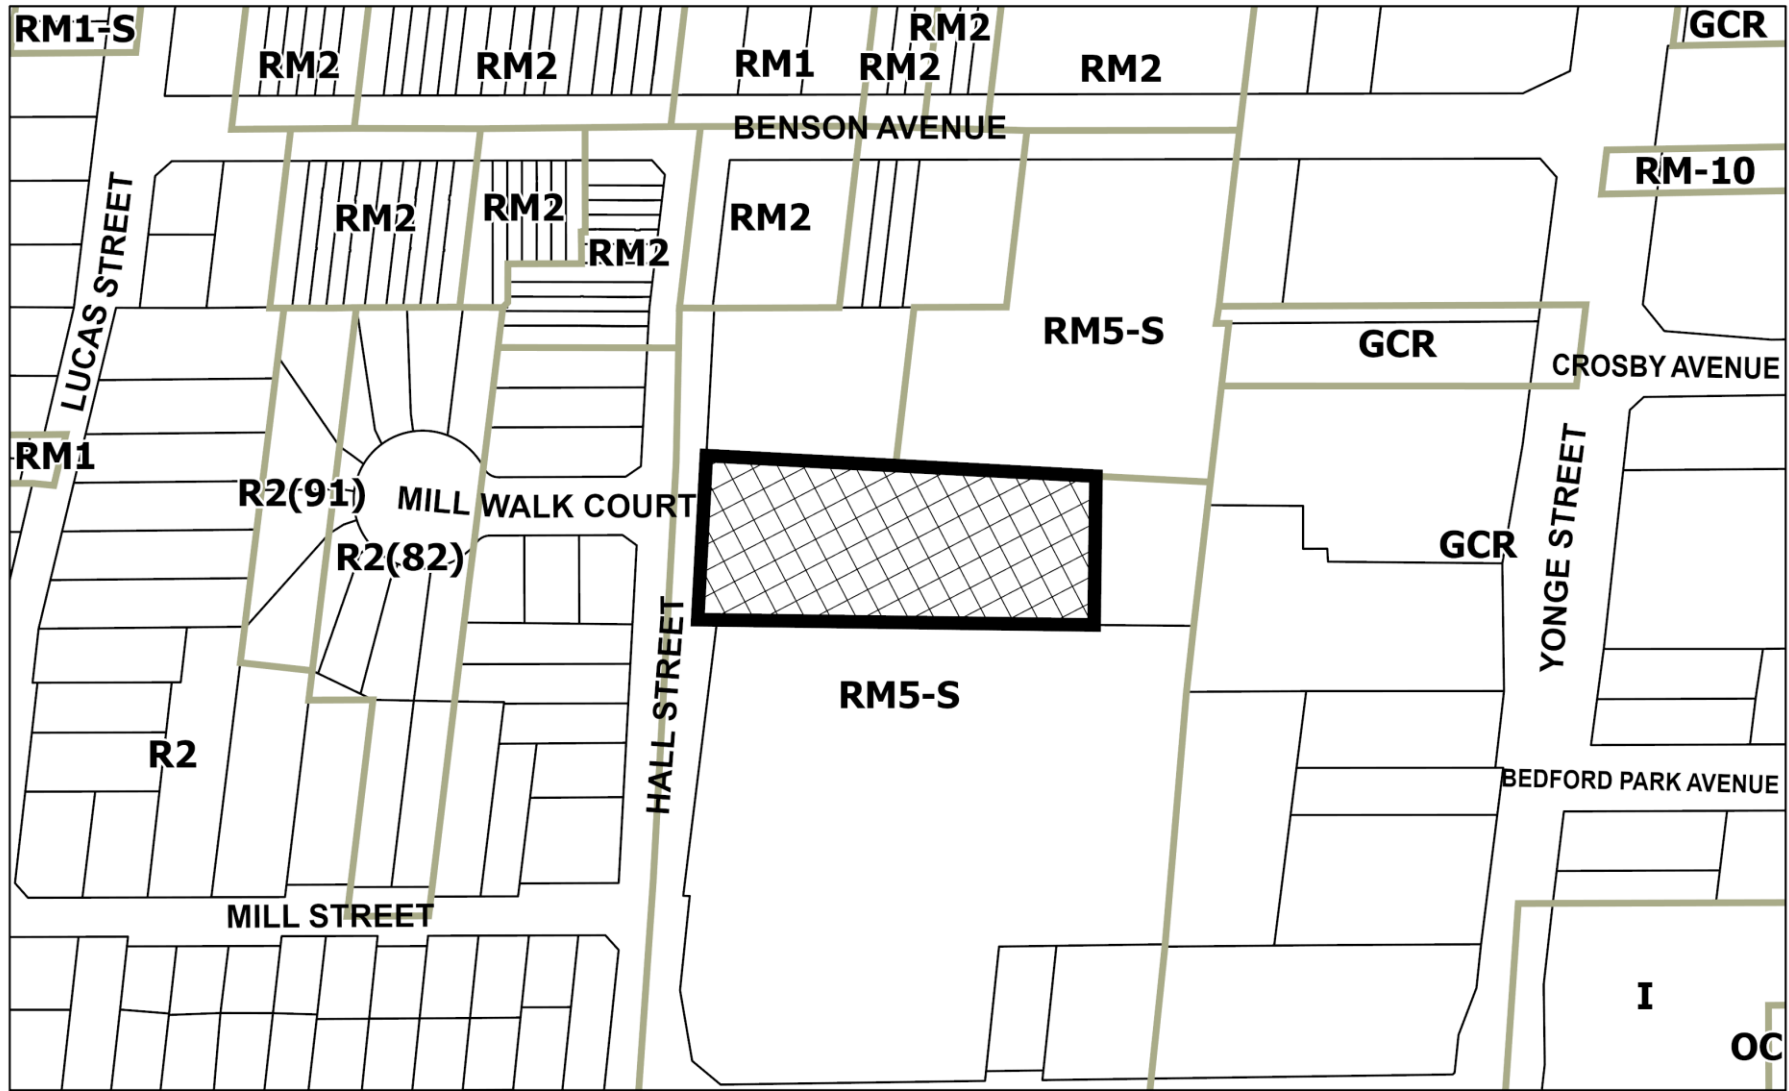 RM1-S
RM2
RM2
RM1
RM2
RM2
RM2
GCR
BENSON AVENUE
RM-10
LUCAS STREET
RM2
RM2
RM2
RM2
RM5-S
GCR
CROSBY AVENUE
RM1
R2(91)
MILL WALK COURT
R2(82)
GCR
YONGE STREET
HALL STREET
RM5-S
R2
BEDFORD PARK AVENUE
MILL STREET
I
OC